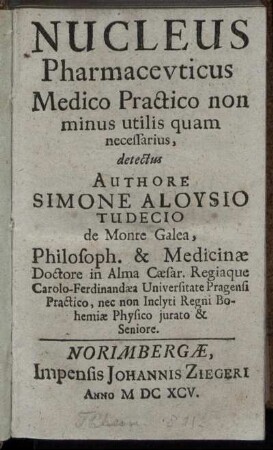 NUCLEUS
Pharmacevticus
Medico Practico non
minus utilis quam
necessarius,
detectus
AUTHORE
SIMONE ALOYSIO
TUDECIO
de Monte Galea,
Philosoph. & Medicinæ
Doctore in Alma Cæsar. Regiaque
Carolo-Ferdinandæa Universitate Pragensi
Practico, nec non Inclyti Regni Bo-
hemiæ Physico jurato &
Seniore.
NORIMBERGÆ,
Impensis JOHANNIS ZIEGERI
ANNO M DC XCV.